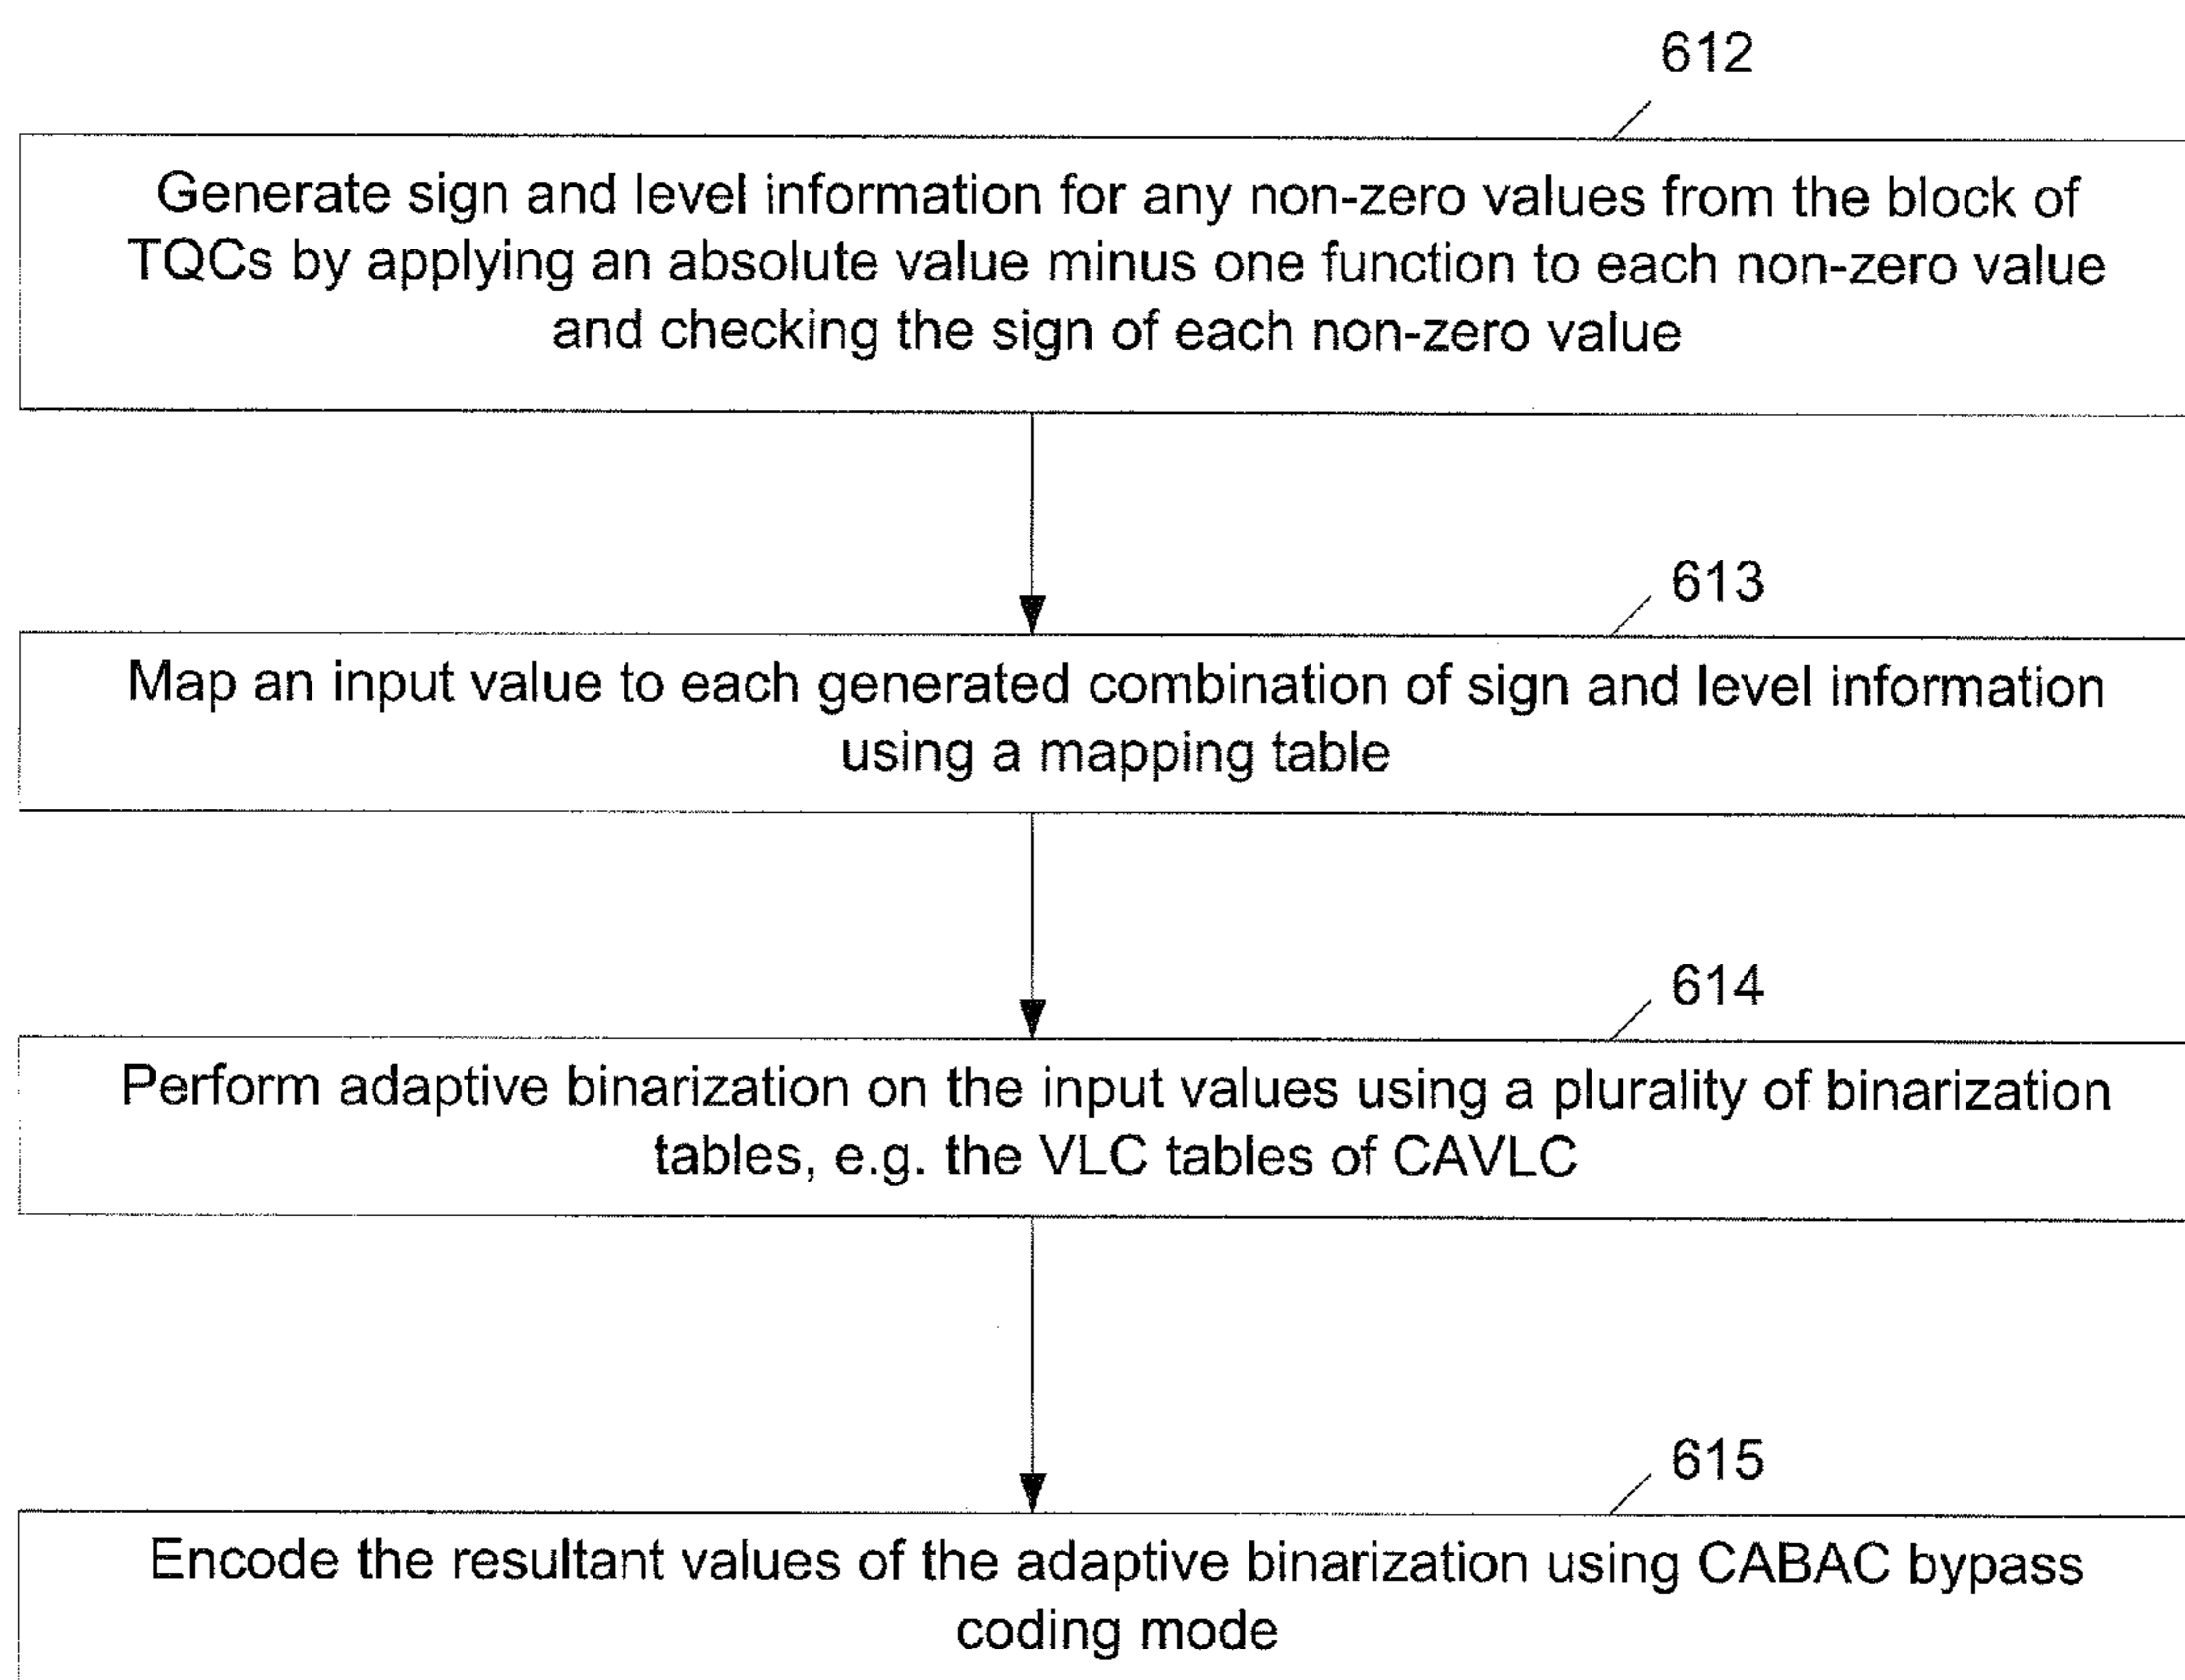 612
Generate sign and level information for any non-zero values from the block of
TQCs by applying an absolute value minus one function to each non-zero value
and checking the sign of each non-zero value
613
Map an input value to each generated combination of sign and level information
using a mapping table
614
Perform adaptive binarization on the input values using a plurality of binarization
tables, e.g. the VLC tables of CAVLC
615
Encode the resultant values of the adaptive binarization using CABAC bypass
coding mode